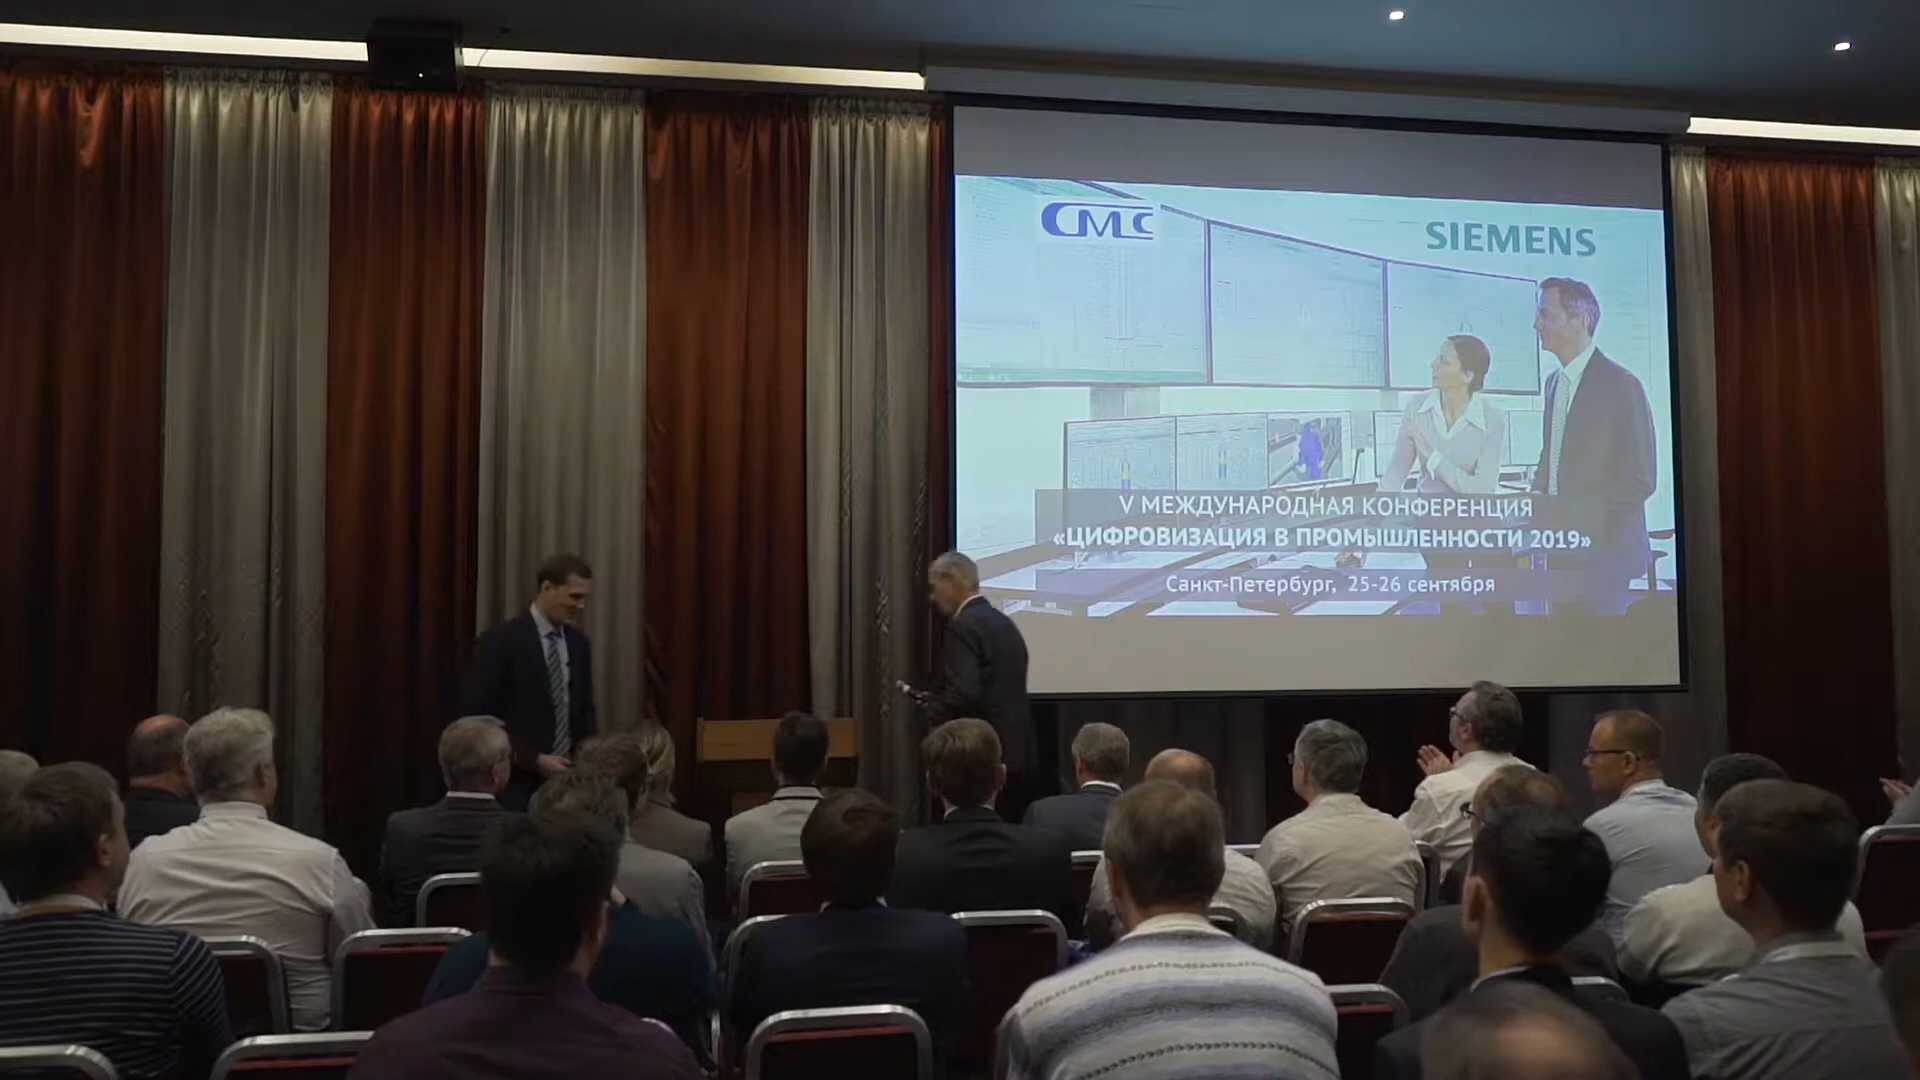 СМС
SIEMENS
V МЕЖДУНАРОДНАЯ КОНФЕРЕНЦИЯ
«ЦИФРОВИЗАЦИЯ В ПРОМЫШЛЕННОСТИ 2019»
Санкт-Петербург, 25-26 сентября